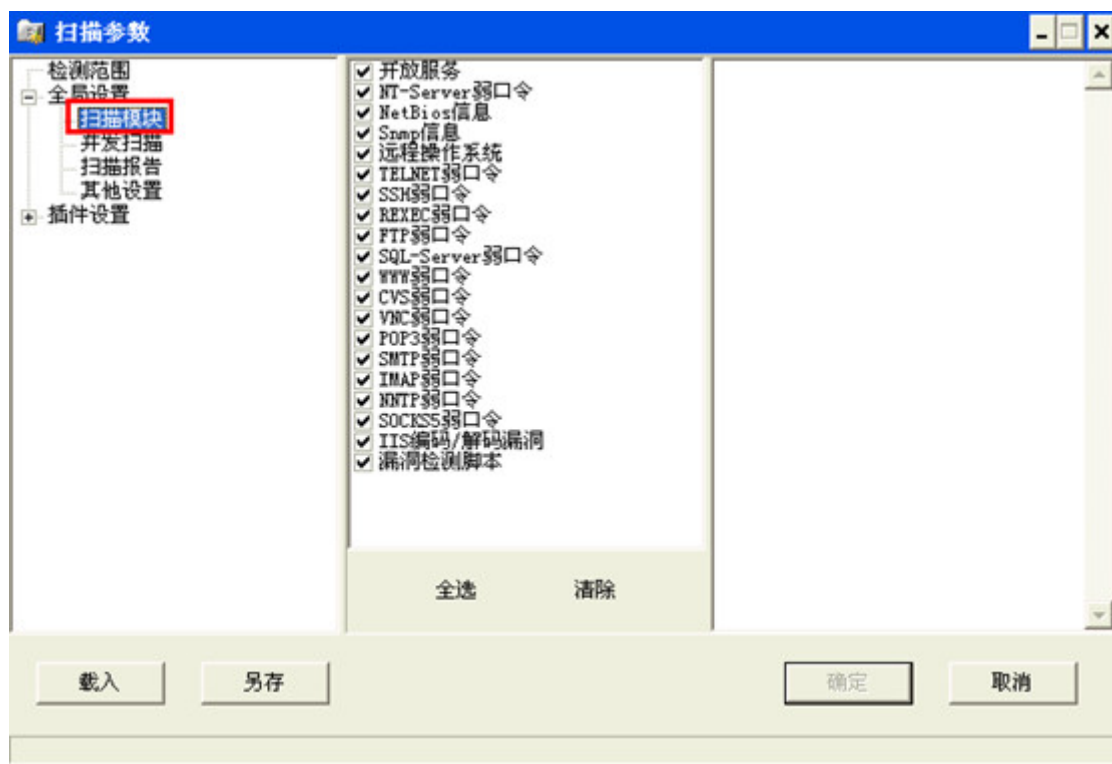 扫描参数
检测范围
全局设置
扫描模块
并发扫描
扫描报告
其他设置
插件设置
开放服务
NT-Server弱口令
NetBios信息
Snmp信息
远程操作系统
TELNET弱口令
SSH弱口令
REXEC弱口令
FTP弱口令
SQL-Server弱口令
WWW弱口令
CVS弱口令
VNC弱口令
POP3弱口令
SMTP弱口令
IMAP弱口令
NNTP弱口令
SOCKS5弱口令
IIS编码/解码漏洞
漏洞检测脚本
全选
清除
载入
另存
确定
取消